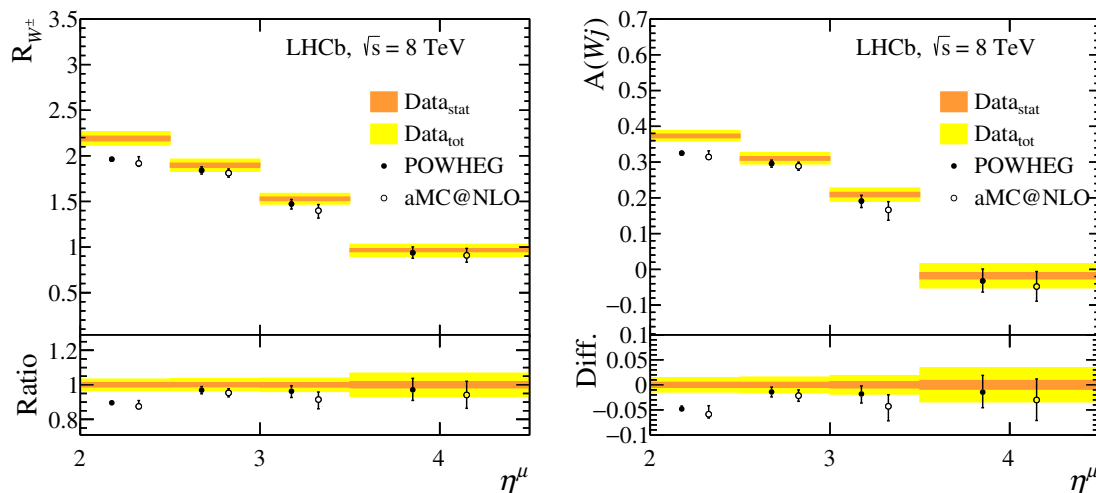 R_{W^±}
3.5
3
2.5
2
1.5
1
0.5
LHCb, √s = 8 TeV
Data_stat
Data_tot
POWHEG
aMC@NLO
Ratio
1.2
1
0.8
2 3 4
η^μ
A(Wj)
0.7
0.6
0.5
0.4
0.3
0.2
0.1
0
−0.1
LHCb, √s = 8 TeV
Data_stat
Data_tot
POWHEG
aMC@NLO
Diff.
0.1
0.05
0
−0.05
−0.1
2 3 4
η^μ